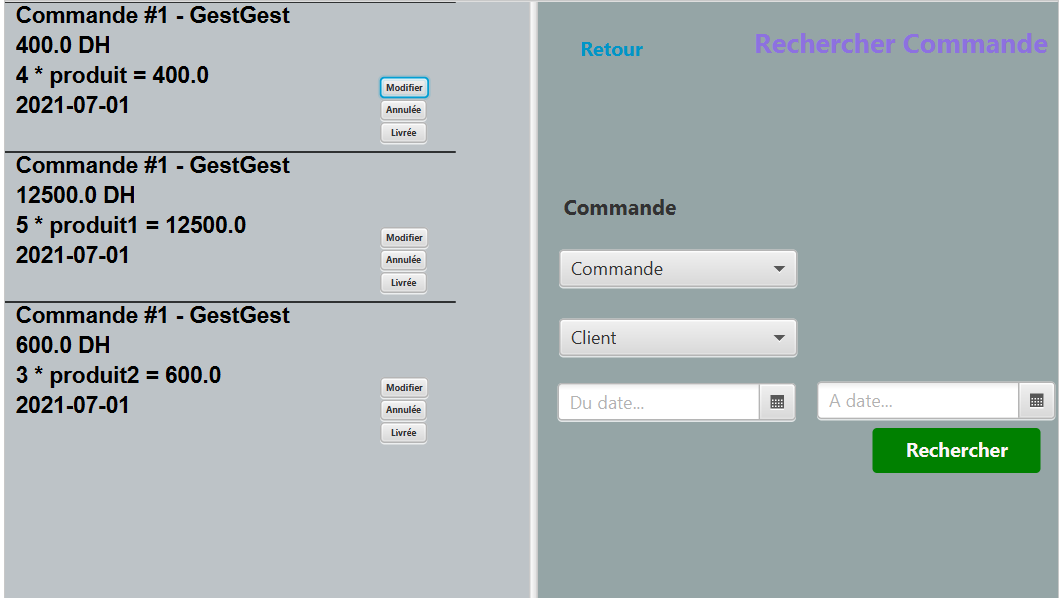 Commande #1 - GestGest
400.0 DH
4 * produit = 400.0
2021-07-01
Modifier
Annulée
Livrée
Commande #1 - GestGest
12500.0 DH
5 * produit1 = 12500.0
2021-07-01
Modifier
Annulée
Livrée
Commande #1 - GestGest
600.0 DH
3 * produit2 = 600.0
2021-07-01
Modifier
Annulée
Livrée
Retour
Rechercher Commande
Commande
Commande
Client
Du date...
A date...
Rechercher